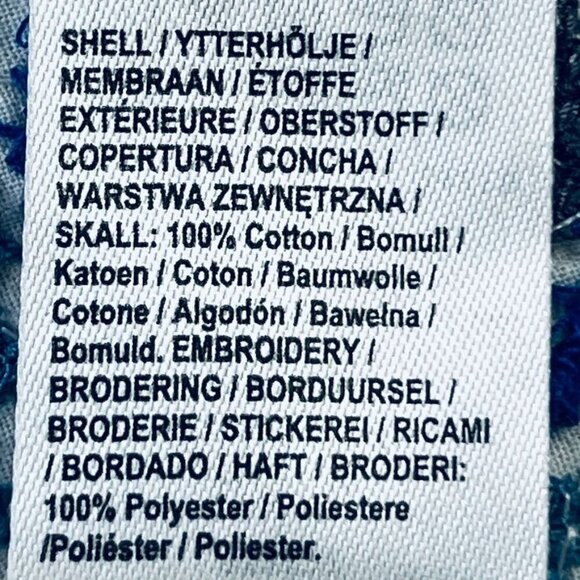 SHELL / YTTERHÖLJE /
MEMBRAAN / ÉTOFFE
EXTÉRIEURE / OBERSTOFF /
COPERTURA / CONCHA /
WARSTWA ZEWNĘTRZNA /
SKALL: 100% Cotton / Bomull /
Katoen / Coton / Baumwolle /
Cotone / Algodón / Bawełna /
Bomuld. EMBROIDERY /
BRODERING / BORDUURSEL /
BRODERIE / STICKEREI / RICAMI
/ BORDADO / HAFT / BRODERI:
100% Polyester / Poliestere
/Poliéster / Poliester.